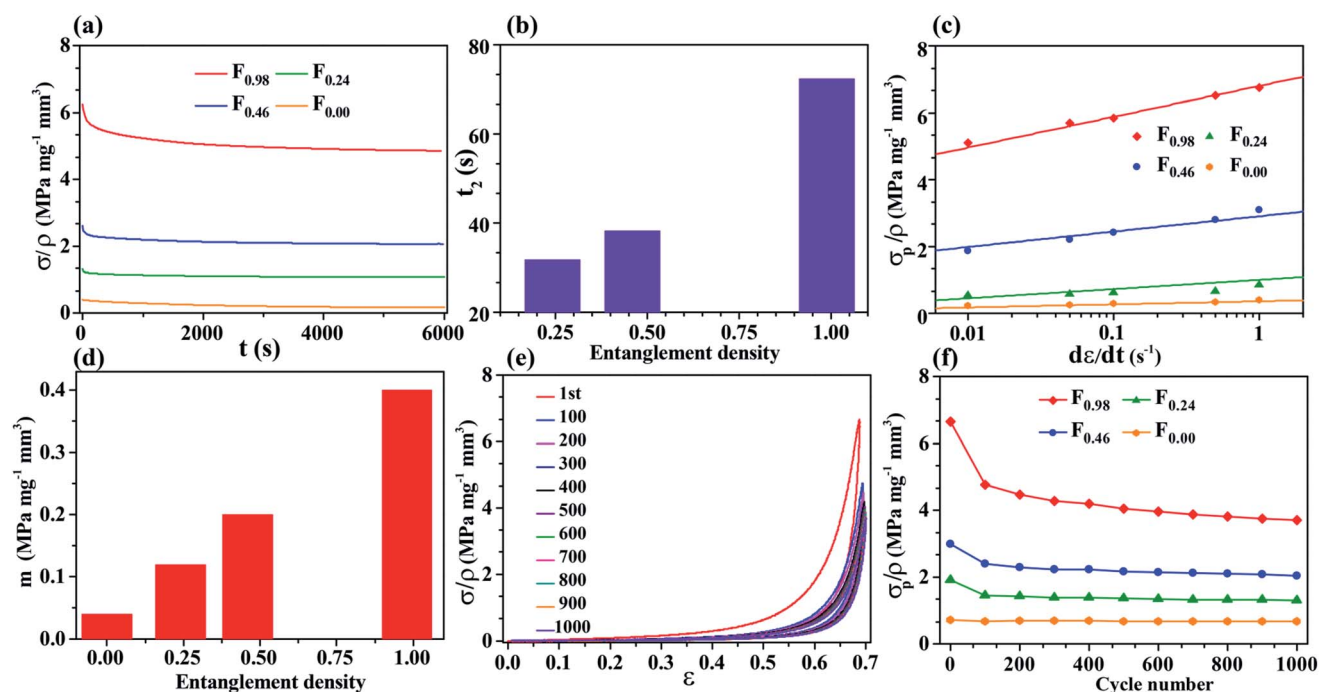 (a)
8
6
4
2
0
σ/ρ (MPa mg⁻¹ mm³)
F₀.₉₈ F₀.₂₄
F₀.₄₆ F₀.₀₀
0 2000 4000 6000
t (s)
(b)
80
60
40
20
t₂ (s)
0.25 0.50 0.75 1.00
Entanglement density
(c)
8
6
4
2
0
σₚ/ρ (MPa mg⁻¹ mm³)
F₀.₉₈ F₀.₂₄
F₀.₄₆ F₀.₀₀
0.01 0.1 1
dε/dt (s⁻¹)
(d)
0.4
0.3
0.2
0.1
0.0
m (MPa mg⁻¹ mm³)
0.00 0.25 0.50 0.75 1.00
Entanglement density
(e)
8
6
4
2
0
σ/ρ (MPa mg⁻¹ mm³)
1st
100
200
300
400
500
600
700
800
900
1000
0.0 0.1 0.2 0.3 0.4 0.5 0.6 0.7
ε
(f)
8
6
4
2
0
σₚ/ρ (MPa mg⁻¹ mm³)
F₀.₉₈ F₀.₂₄
F₀.₄₆ F₀.₀₀
0 200 400 600 800 1000
Cycle number